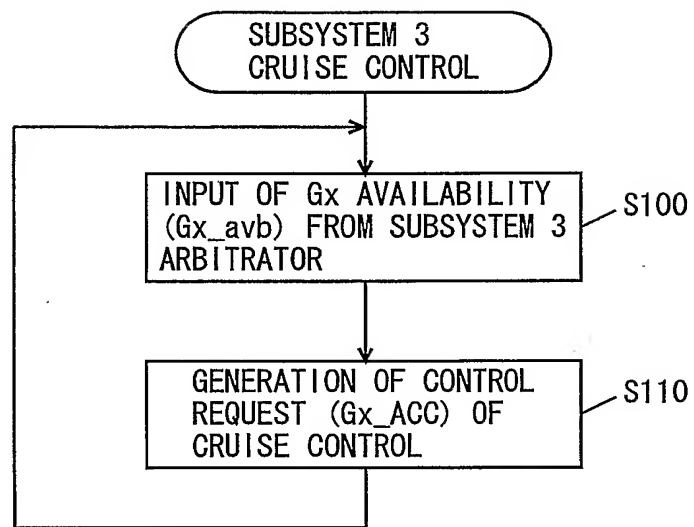 SUBSYSTEM 3
CRUISE CONTROL
INPUT OF Gx AVAILABILITY
(Gx_avb) FROM SUBSYSTEM 3
ARBITRATOR
S100
GENERATION OF CONTROL
REQUEST (Gx_ACC) OF
CRUISE CONTROL
S110